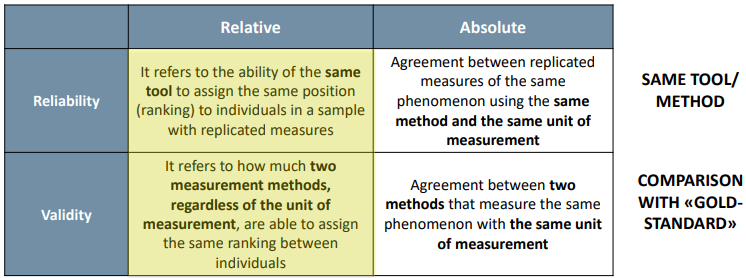 Relative
Absolute
Reliability
It refers to the ability of the same
tool to assign the same position
(ranking) to individuals in a sample
with replicated measures
Agreement between replicated
measures of the same
phenomenon using the same
method and the same unit of
measurement
SAME TOOL/
METHOD
Validity
It refers to how much two
measurement methods,
regardless of the unit of
measurement, are able to assign
the same ranking between
individuals
Agreement between two
methods that measure the same
phenomenon with the same unit
of measurement
COMPARISON
WITH «GOLD-
STANDARD»